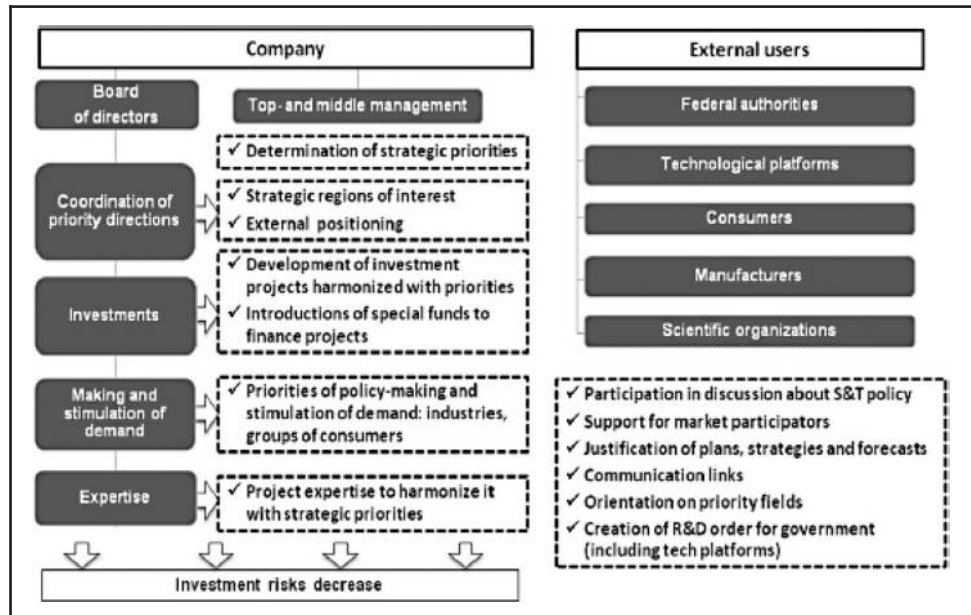 Company
Board
of directors
Top- and middle management
✓ Determination of strategic priorities
Coordination of
priority directions
✓ Strategic regions of interest
✓ External positioning
Investments
✓ Development of investment
projects harmonized with priorities
✓ Introductions of special funds to
finance projects
Making and
stimulation of
demand
✓ Priorities of policy-making and
stimulation of demand: industries,
groups of consumers
Expertise
✓ Project expertise to harmonize it
with strategic priorities
Investment risks decrease
External users
Federal authorities
Technological platforms
Consumers
Manufacturers
Scientific organizations
✓ Participation in discussion about S&T policy
✓ Support for market participators
✓ Justification of plans, strategies and forecasts
✓ Communication links
✓ Orientation on priority fields
✓ Creation of R&D order for government
(including tech platforms)